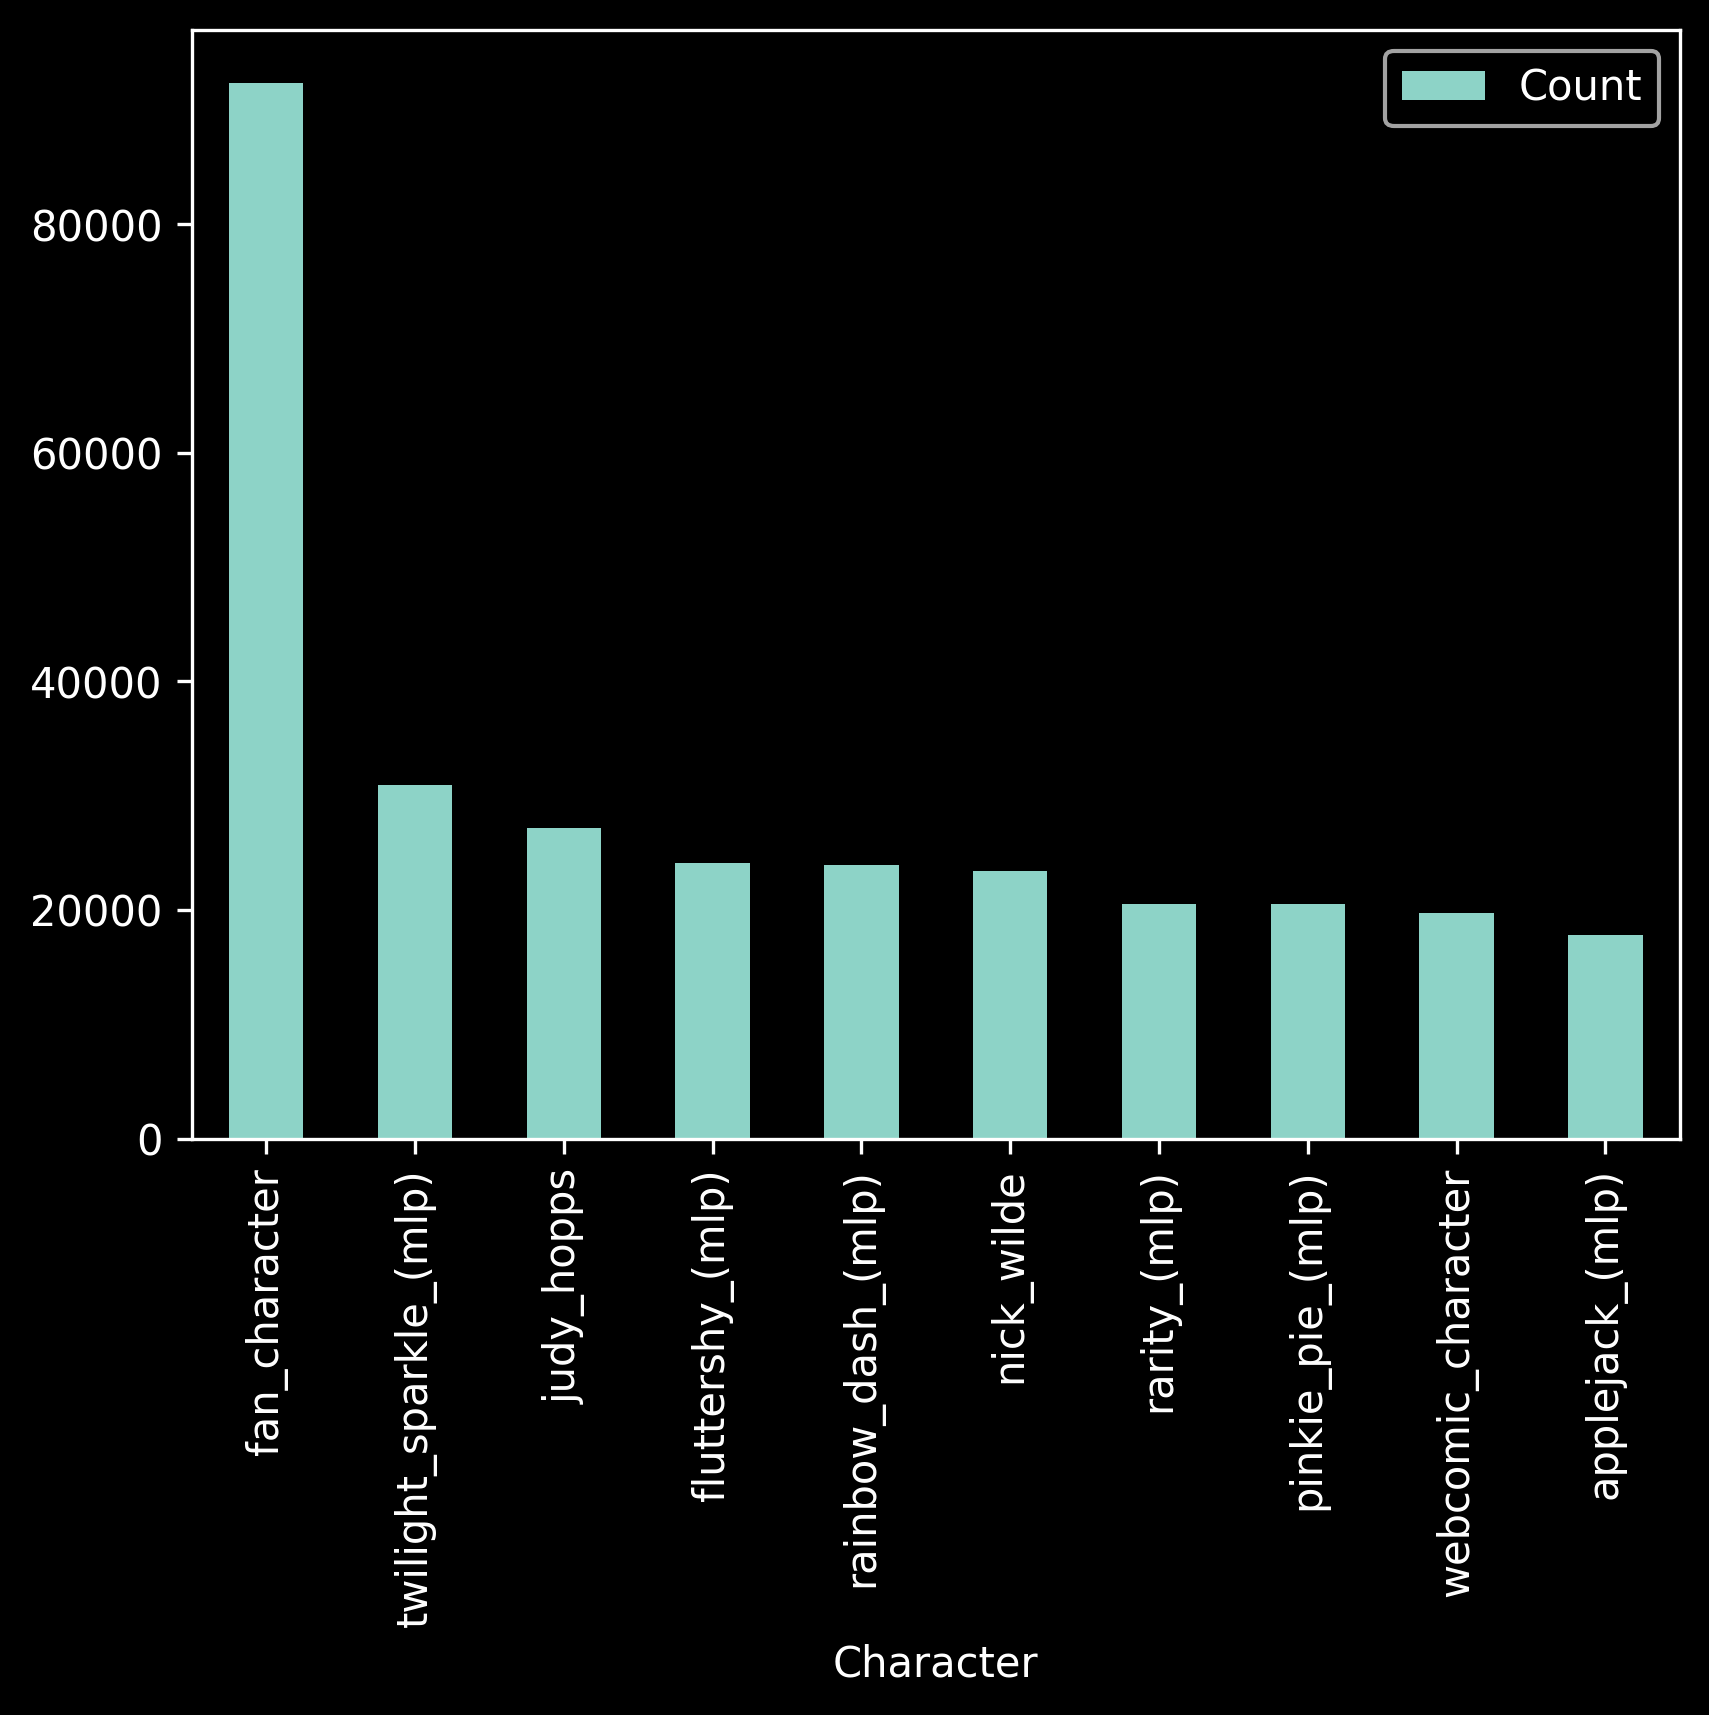 Count
80000
60000
40000
20000
0
fan_character
twilight_sparkle_(mlp)
judy_hopps
fluttershy_(mlp)
rainbow_dash_(mlp)
nick_wilde
rarity_(mlp)
pinkie_pie_(mlp)
webcomic_character
applejack_(mlp)
Character